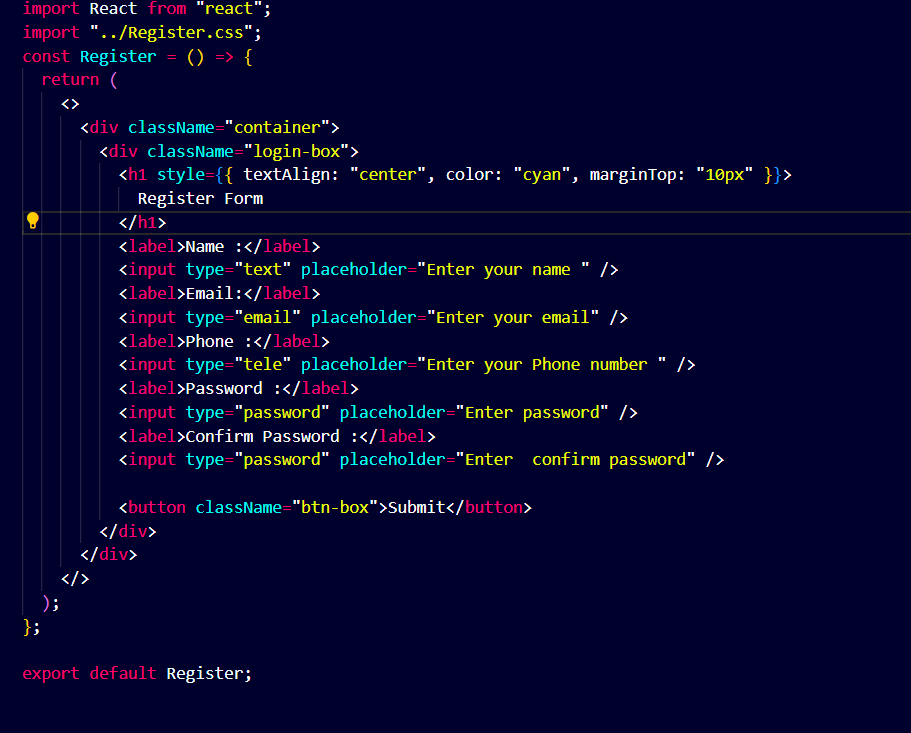 import React from "react";
import "../Register.css";
const Register = () => {
  return (
    <>
      <div className="container">
        <div className="login-box">
          <h1 style={{ textAlign: "center", color: "cyan", marginTop: "10px" }}>
            Register Form
          </h1>
          <label>Name :</label>
          <input type="text" placeholder="Enter your name " />
          <label>Email:</label>
          <input type="email" placeholder="Enter your email" />
          <label>Phone :</label>
          <input type="tele" placeholder="Enter your Phone number " />
          <label>Password :</label>
          <input type="password" placeholder="Enter password" />
          <label>Confirm Password :</label>
          <input type="password" placeholder="Enter  confirm password" />

          <button className="btn-box">Submit</button>
        </div>
      </div>
    </>
  );
};

export default Register;